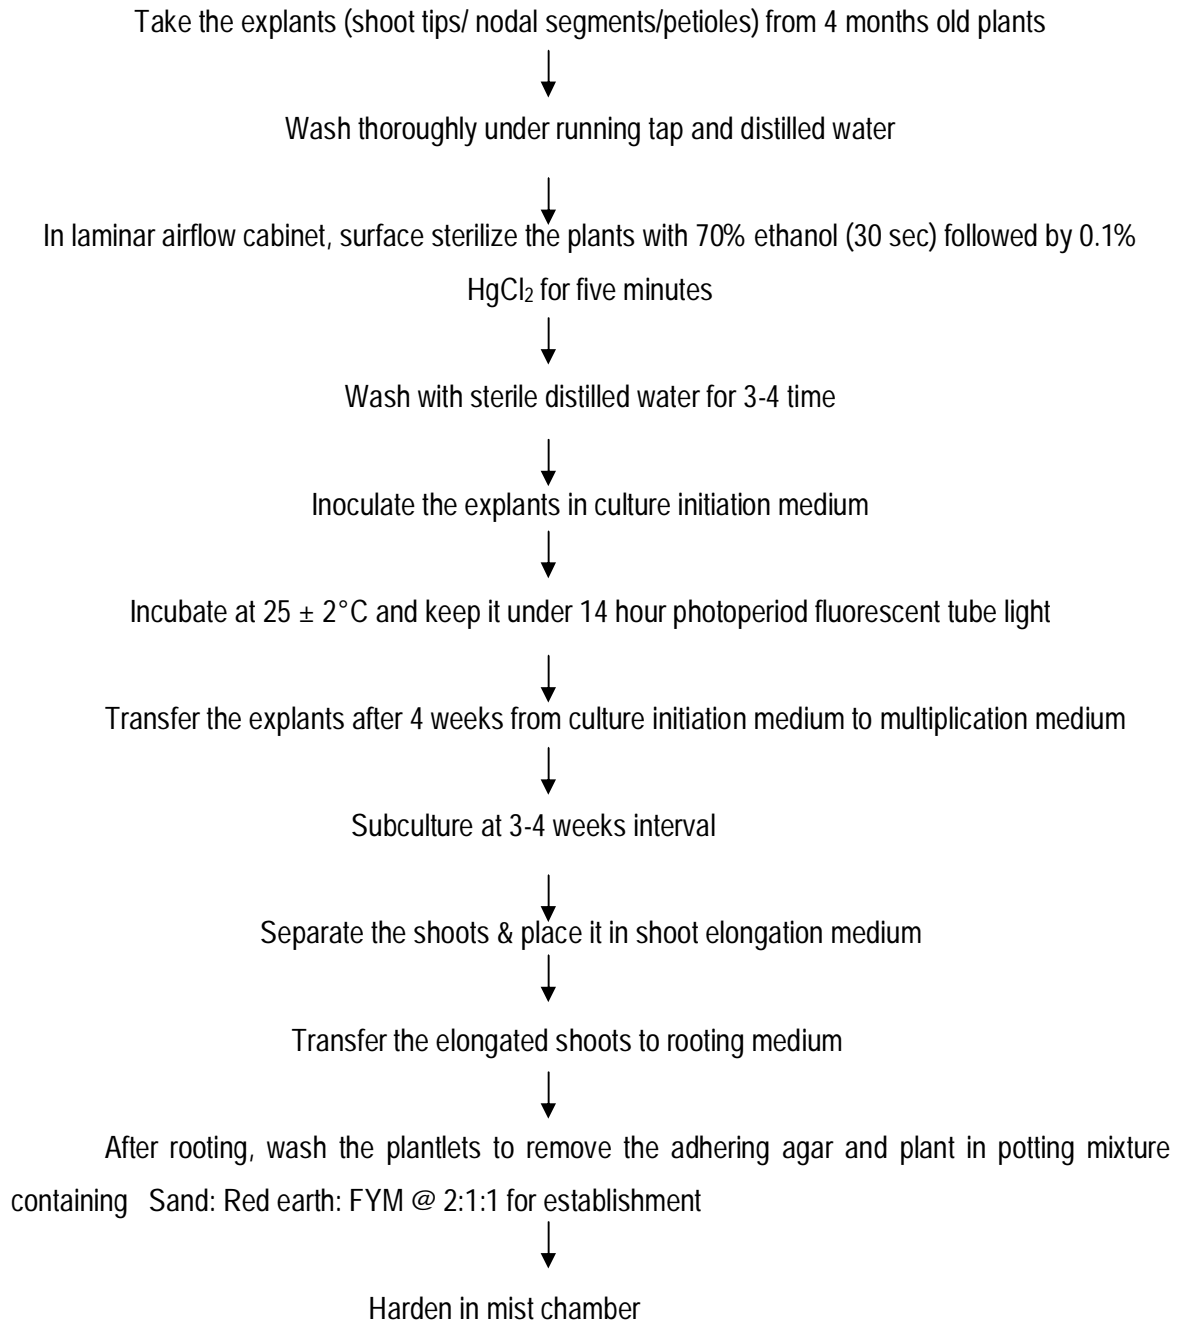 Take the explants (shoot tips/ nodal segments/petioles) from 4 months old plants
Wash thoroughly under running tap and distilled water
In laminar airflow cabinet, surface sterilize the plants with 70% ethanol (30 sec) followed by 0.1%
HgCl₂ for five minutes
Wash with sterile distilled water for 3-4 time
Inoculate the explants in culture initiation medium
Incubate at 25 ± 2°C and keep it under 14 hour photoperiod fluorescent tube light
Transfer the explants after 4 weeks from culture initiation medium to multiplication medium
Subculture at 3-4 weeks interval
Separate the shoots & place it in shoot elongation medium
Transfer the elongated shoots to rooting medium
After rooting, wash the plantlets to remove the adhering agar and plant in potting mixture
containing Sand: Red earth: FYM @ 2:1:1 for establishment
Harden in mist chamber